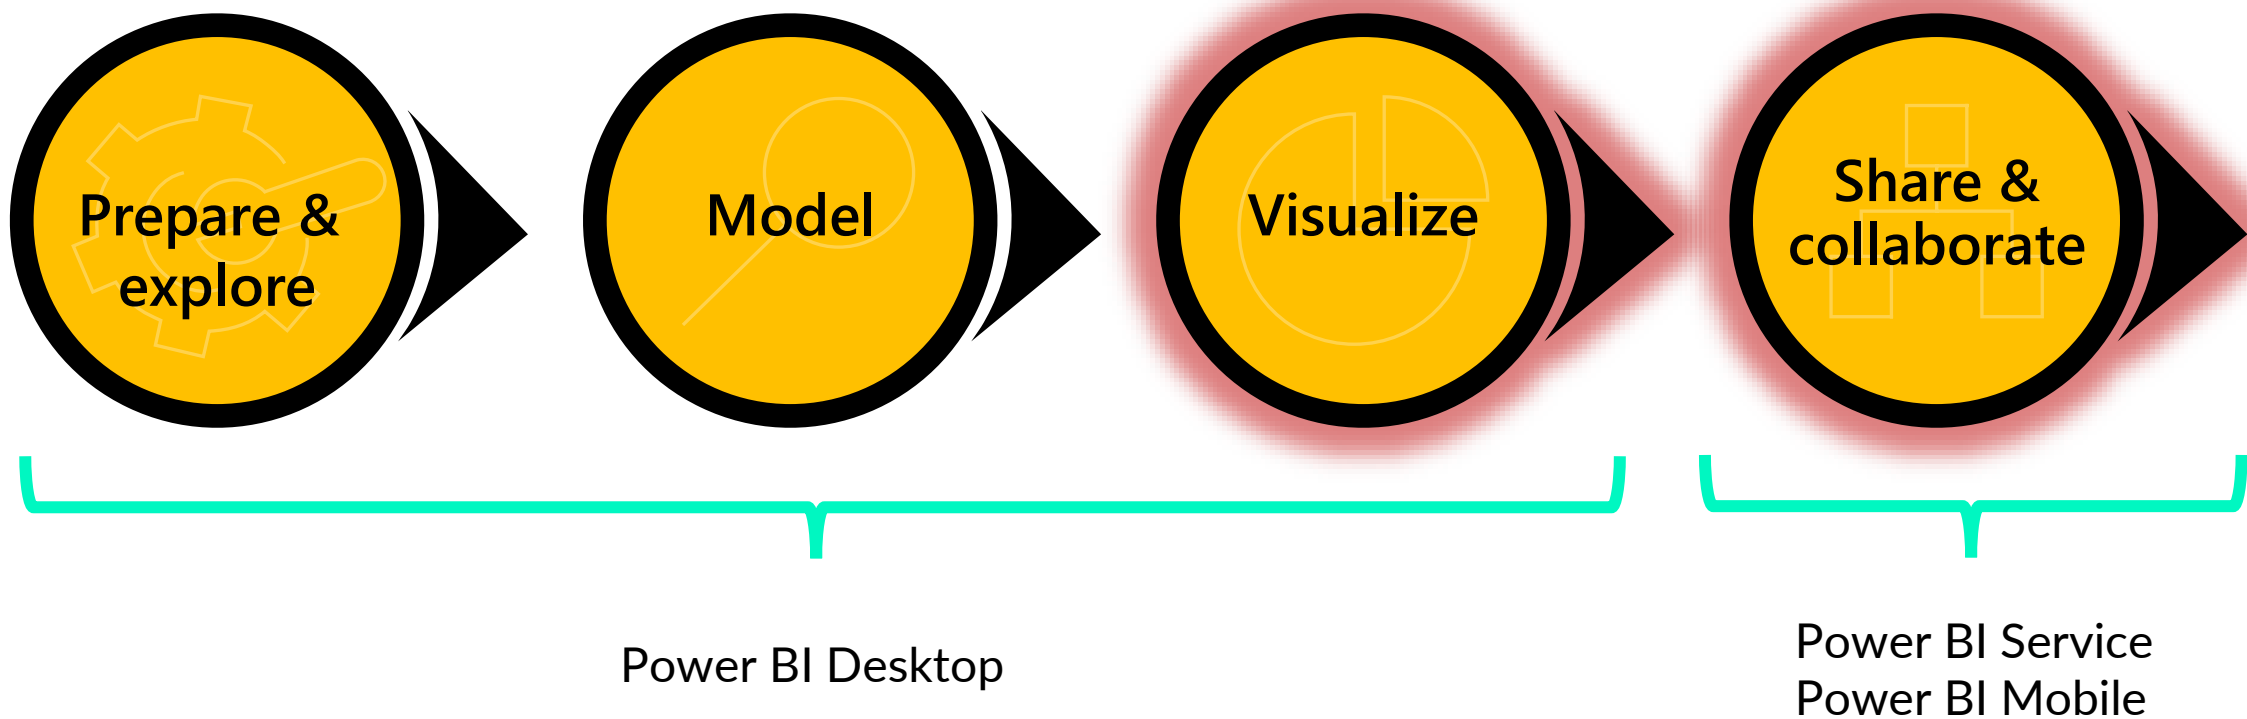 Prepare &
explore
Model
Visualize
Share &
collaborate
Power BI Desktop
Power BI Service
Power BI Mobile